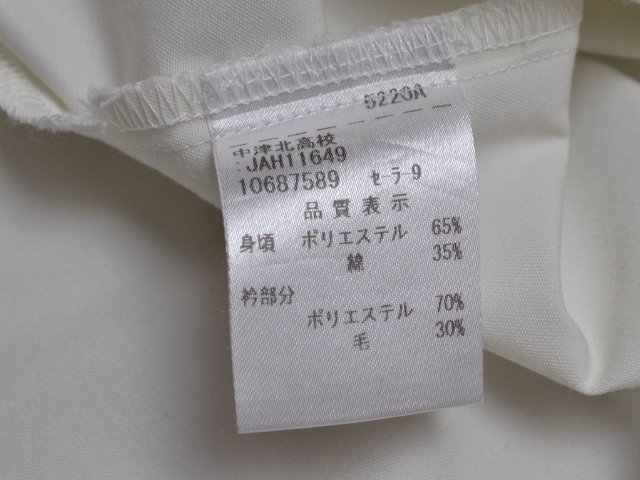 5220A
中津北高校
:JAH11649
10687589 ｾｰﾗｰ9
品質表示
身頃 ポリエステル 65%
綿 35%
衿部分
ポリエステル 70%
毛 30%